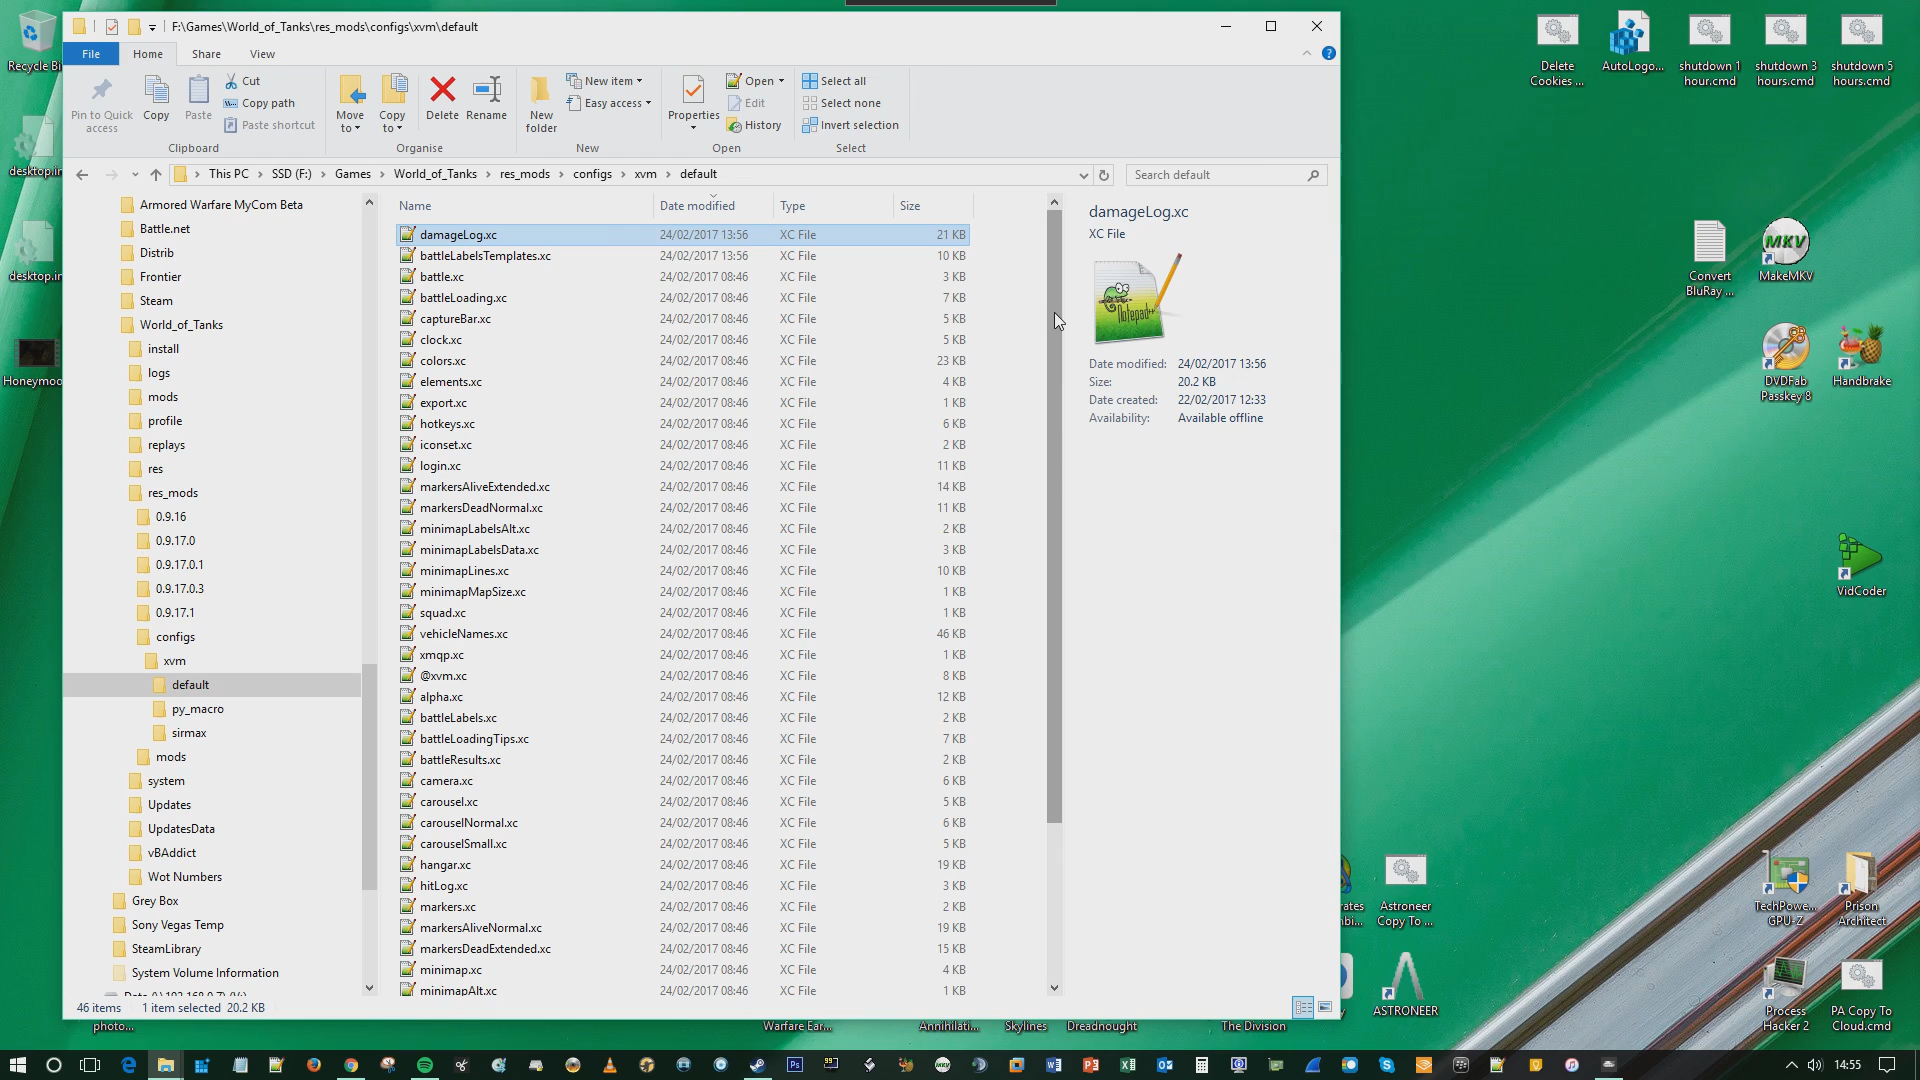 F:\Games\World_of_Tanks\res_mods\configs\xvm\default
File Home Share View
Pin to Quick access
Copy
Paste
Cut
Copy path
Paste shortcut
Clipboard
Move to
Copy to
Delete
Rename
Organise
New folder
New item
Easy access
New
Properties
Open
Edit
History
Open
Select all
Select none
Invert selection
Select
This PC SSD (F:) Games World_of_Tanks res_mods configs xvm default
Search default
Armored Warfare MyCom Beta
Battle.net
Distrib
Frontier
Steam
World_of_Tanks
install
logs
mods
profile
replays
res
res_mods
0.9.16
0.9.17.0
0.9.17.0.1
0.9.17.0.3
0.9.17.1
configs
xvm
default
py_macro
sirmax
mods
system
Updates
UpdatesData
vBAddict
Wot Numbers
Grey Box
Sony Vegas Temp
SteamLibrary
System Volume Information
Name Date modified Type Size
damageLog.xc 24/02/2017 13:56 XC File 21 KB
battleLabelsTemplates.xc 24/02/2017 13:56 XC File 10 KB
battle.xc 24/02/2017 08:46 XC File 3 KB
battleLoading.xc 24/02/2017 08:46 XC File 7 KB
captureBar.xc 24/02/2017 08:46 XC File 5 KB
clock.xc 24/02/2017 08:46 XC File 5 KB
colors.xc 24/02/2017 08:46 XC File 23 KB
elements.xc 24/02/2017 08:46 XC File 4 KB
export.xc 24/02/2017 08:46 XC File 1 KB
hotkeys.xc 24/02/2017 08:46 XC File 6 KB
iconset.xc 24/02/2017 08:46 XC File 2 KB
login.xc 24/02/2017 08:46 XC File 11 KB
markersAliveExtended.xc 24/02/2017 08:46 XC File 14 KB
markersDeadNormal.xc 24/02/2017 08:46 XC File 11 KB
minimapLabelsAlt.xc 24/02/2017 08:46 XC File 2 KB
minimapLabelsData.xc 24/02/2017 08:46 XC File 3 KB
minimapLines.xc 24/02/2017 08:46 XC File 10 KB
minimapMapSize.xc 24/02/2017 08:46 XC File 1 KB
squad.xc 24/02/2017 08:46 XC File 1 KB
vehicleNames.xc 24/02/2017 08:46 XC File 46 KB
xmqp.xc 24/02/2017 08:46 XC File 1 KB
@xvm.xc 24/02/2017 08:46 XC File 8 KB
alpha.xc 24/02/2017 08:46 XC File 12 KB
battleLabels.xc 24/02/2017 08:46 XC File 2 KB
battleLoadingTips.xc 24/02/2017 08:46 XC File 7 KB
battleResults.xc 24/02/2017 08:46 XC File 2 KB
camera.xc 24/02/2017 08:46 XC File 6 KB
carousel.xc 24/02/2017 08:46 XC File 5 KB
carouselNormal.xc 24/02/2017 08:46 XC File 6 KB
carouselSmall.xc 24/02/2017 08:46 XC File 5 KB
hangar.xc 24/02/2017 08:46 XC File 19 KB
hitLog.xc 24/02/2017 08:46 XC File 3 KB
markers.xc 24/02/2017 08:46 XC File 2 KB
markersAliveNormal.xc 24/02/2017 08:46 XC File 19 KB
markersDeadExtended.xc 24/02/2017 08:46 XC File 15 KB
minimap.xc 24/02/2017 08:46 XC File 4 KB
minimapAlt.xc 24/02/2017 08:46 XC File 1 KB
damageLog.xc
XC File
Notepad++
Date modified: 24/02/2017 13:56
Size: 20.2 KB
Date created: 22/02/2017 12:33
Availability: Available offline
46 items 1 item selected 20.2 KB
Recycle Bi
desktop.in
desktop.in
Honeymoo
photo...
Warfare Ear...
Annihilati...
Skylines
Dreadnought
The Division
Delete Cookies ...
AutoLogo...
shutdown 1 hour.cmd
shutdown 3 hours.cmd
shutdown 5 hours.cmd
Convert BluRay ...
MKV
MakeMKV
DVDFab Passkey 8
Handbrake
VidCoder
Astroneer Copy To ...
TechPowe... GPU-Z
Prison Architect
ASTRONEER
Process Hacker 2
PA Copy To Cloud.cmd
14:55